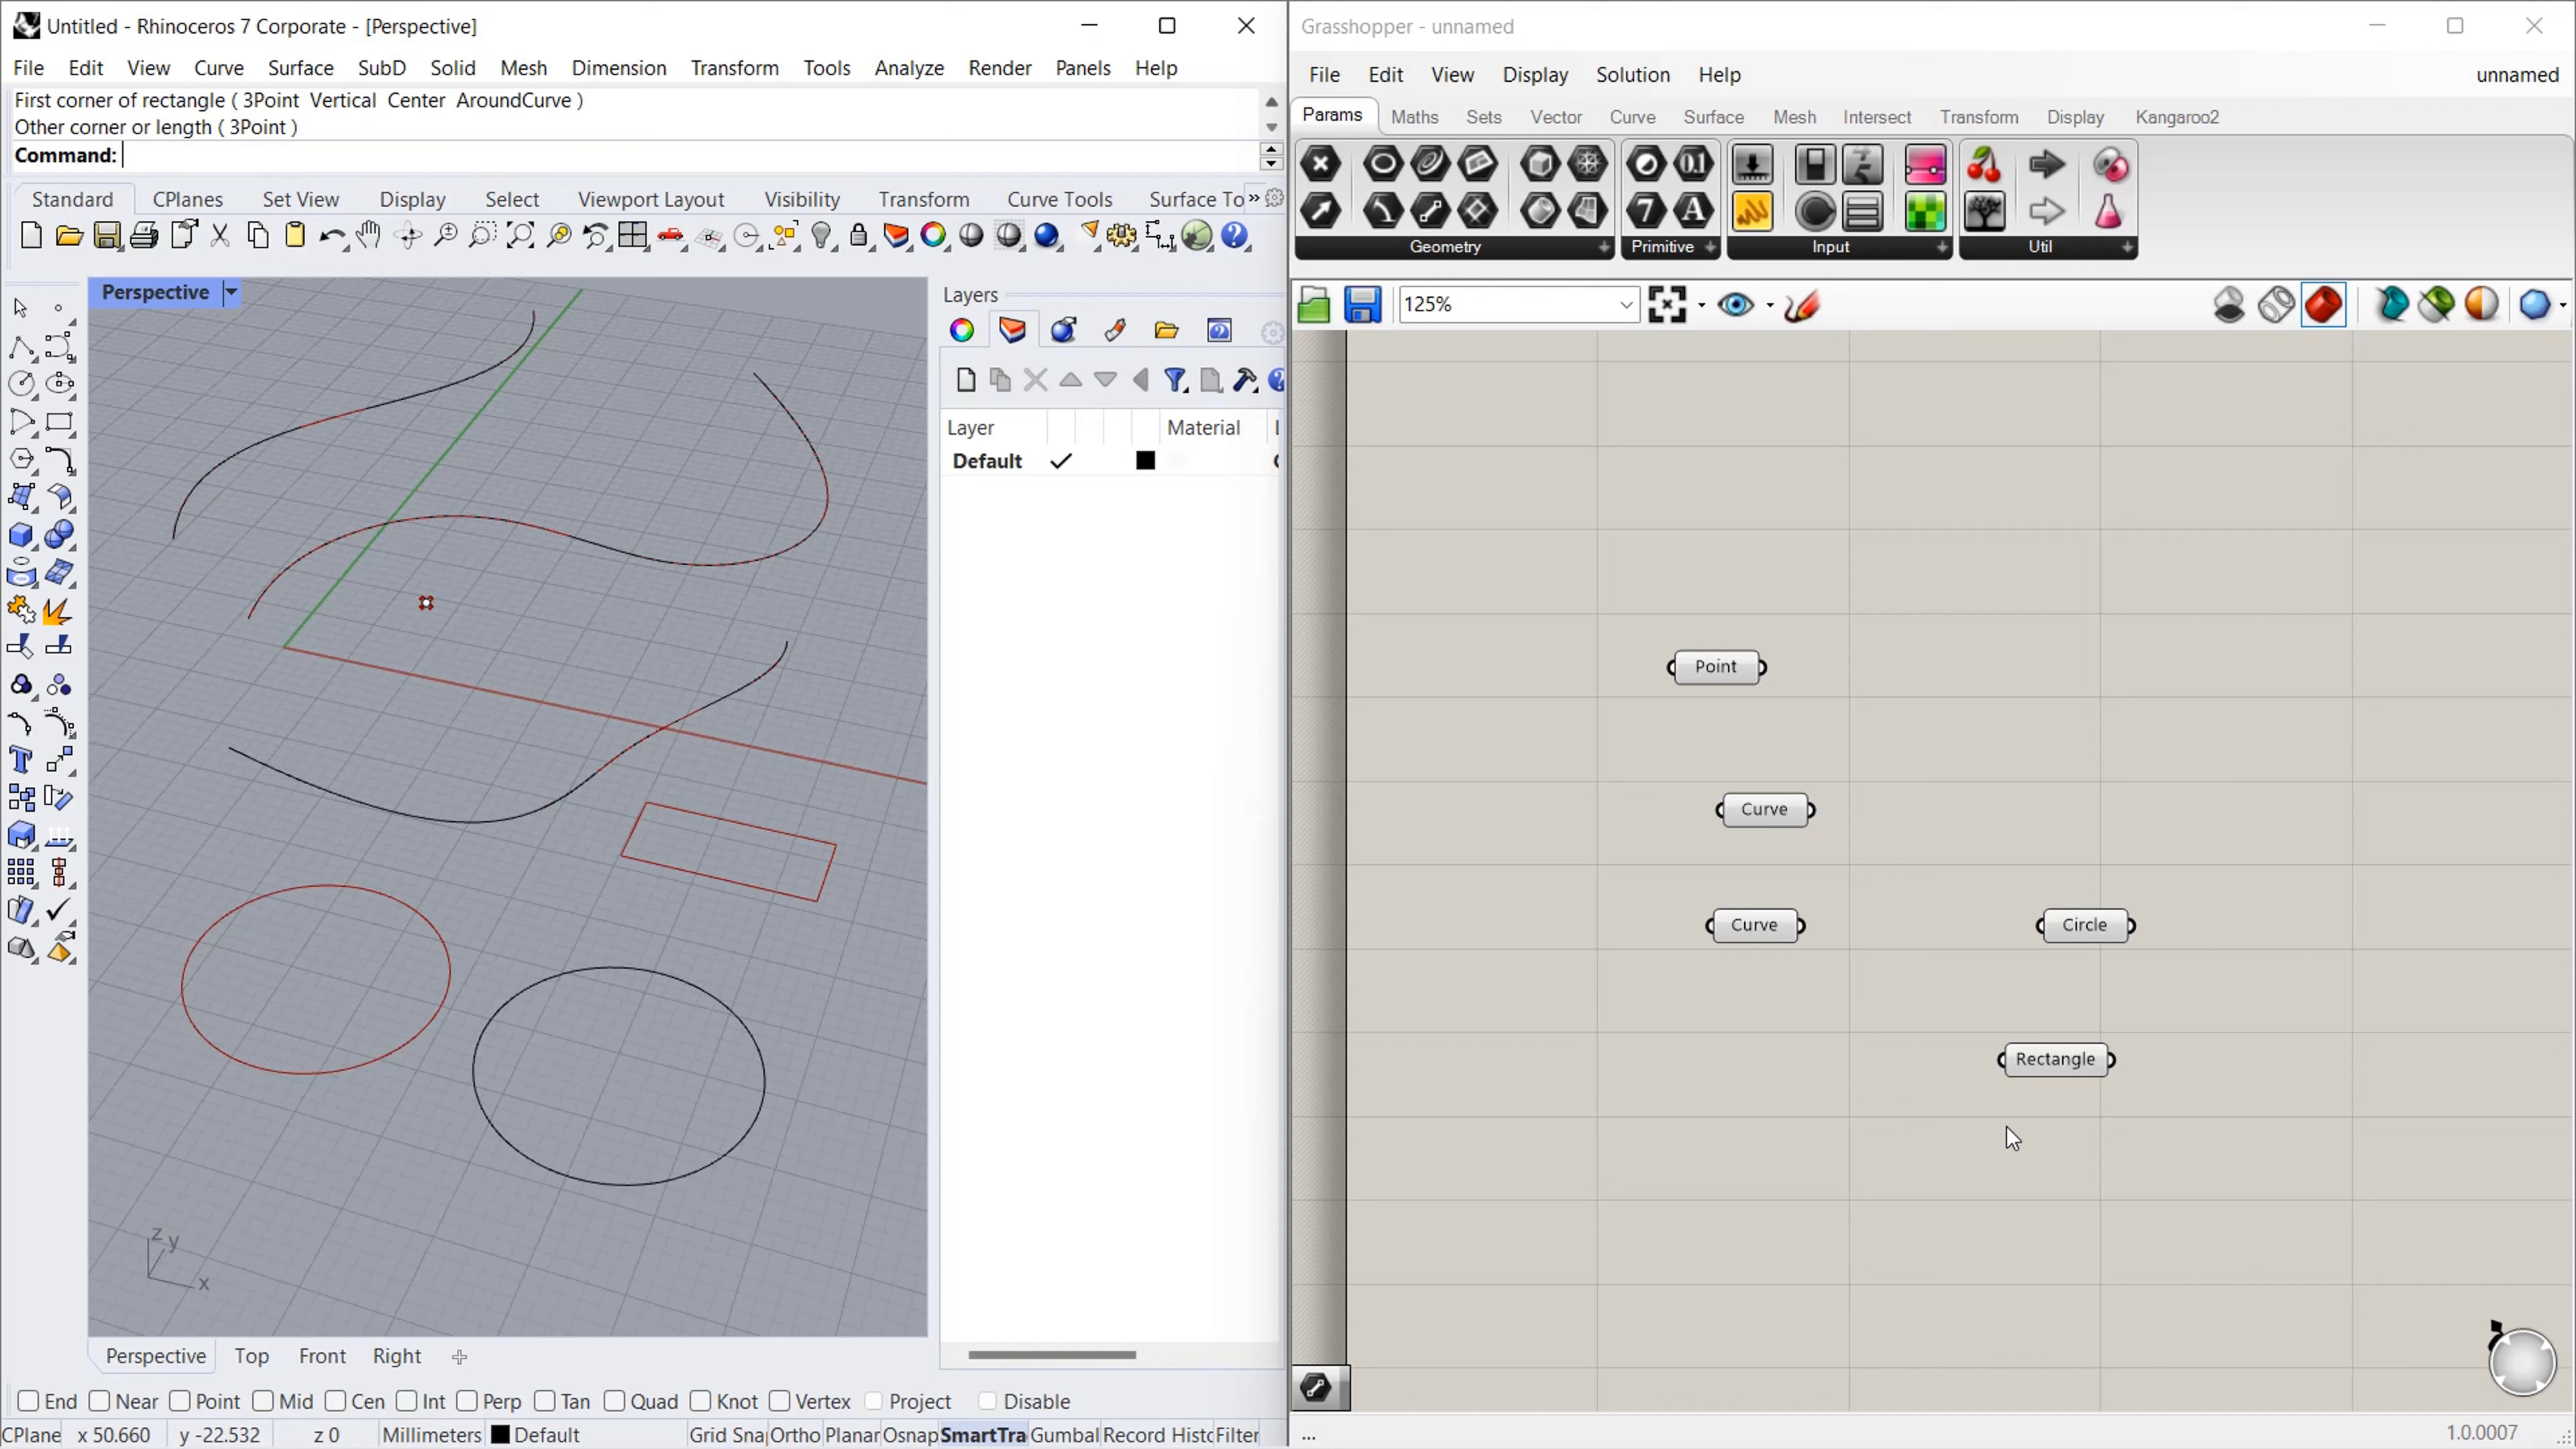 Untitled - Rhinoceros 7 Corporate - [Perspective]
File Edit View Curve Surface SubD Solid Mesh Dimension Transform Tools Analyze Render Panels Help
First corner of rectangle ( 3Point Vertical Center AroundCurve )
Other corner or length ( 3Point )
Command:
Standard CPlanes Set View Display Select Viewport Layout Visibility Transform Curve Tools Surface To »
Perspective
z y
x
Layers
Layer Material
Default
Perspective Top Front Right
End Near Point Mid Cen Int Perp Tan Quad Knot Vertex Project Disable
CPlane x 50.660 y -22.532 z 0 Millimeters Default Grid Sna Ortho Planar Osnap SmartTra Gumbal Record Histo Filter
Grasshopper - unnamed
File Edit View Display Solution Help unnamed
Params Maths Sets Vector Curve Surface Mesh Intersect Transform Display Kangaroo2
Geometry Primitive Input Util
125%
Point
Curve
Curve
Circle
Rectangle
...
1.0.0007